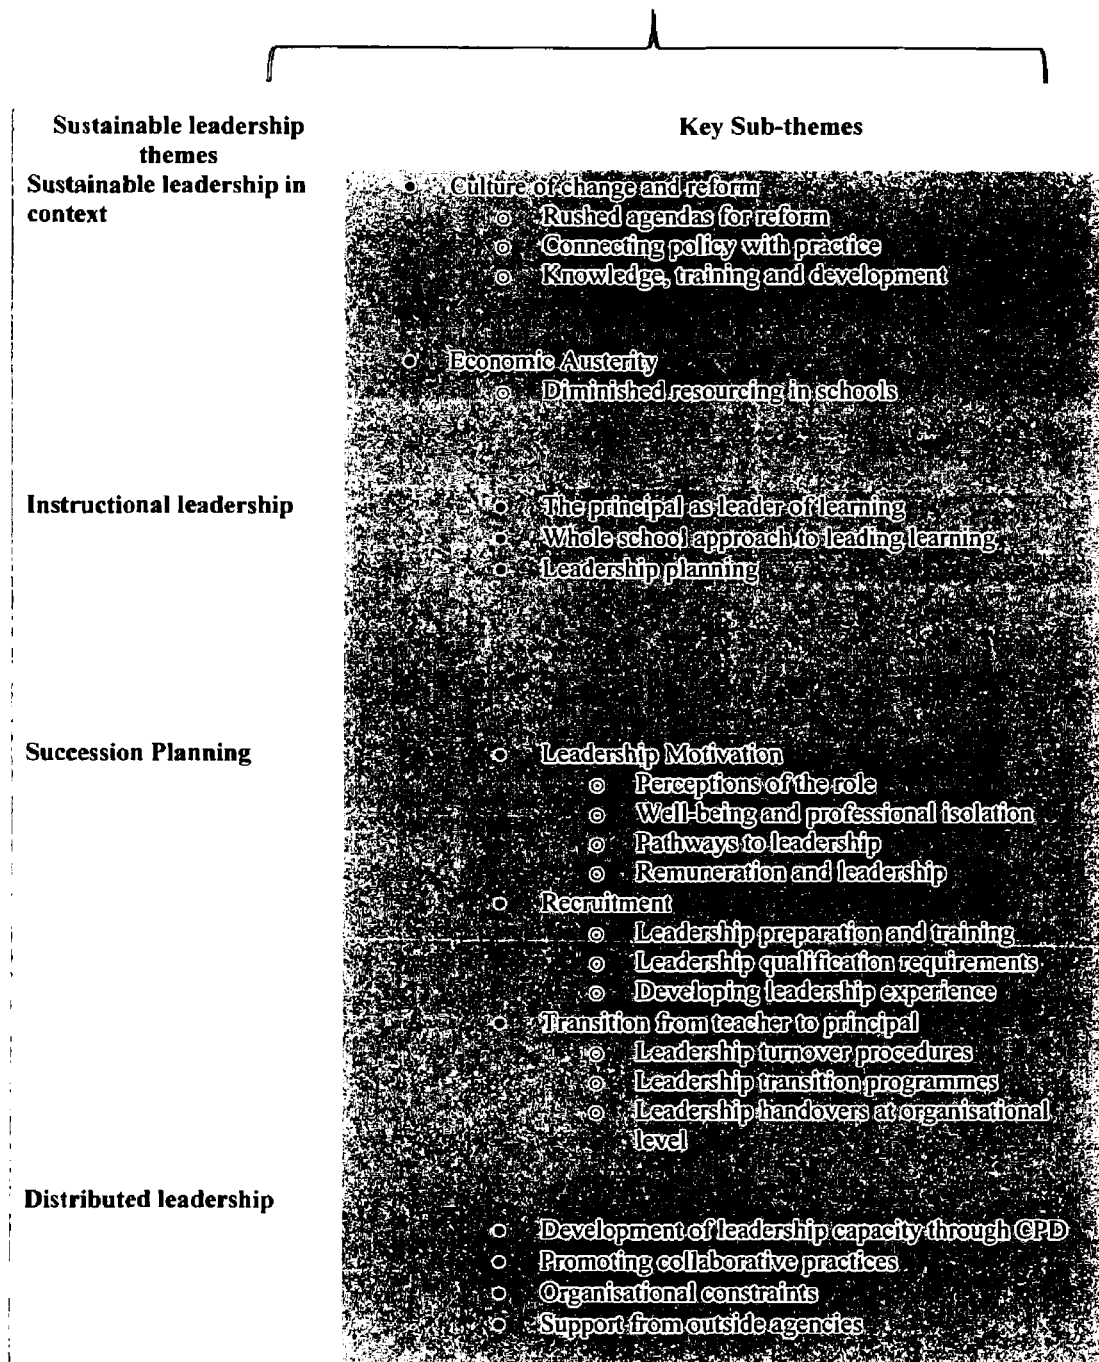 Sustainable leadership themes
Key Sub-themes
Sustainable leadership in context
Culture of change and reform
Rushed agendas for reform
Connecting policy with practice
Knowledge, training and development
Economic Austerity
Diminished resourcing in schools
Instructional leadership
The principal as leader of learning
Whole school approach to leading learning
Leadership planning
Succession Planning
Leadership Motivation
Perceptions of the role
Well-being and professional isolation
Pathways to leadership
Remuneration and leadership
Recruitment
Leadership preparation and training
Leadership qualification requirements
Developing leadership experience
Transition from teacher to principal
Leadership turnover procedures
Leadership transition programmes
Leadership handovers at organisational
level
Distributed leadership
Development of leadership capacity through CPD
Promoting collaborative practices
Organisational constraints
Support from outside agencies